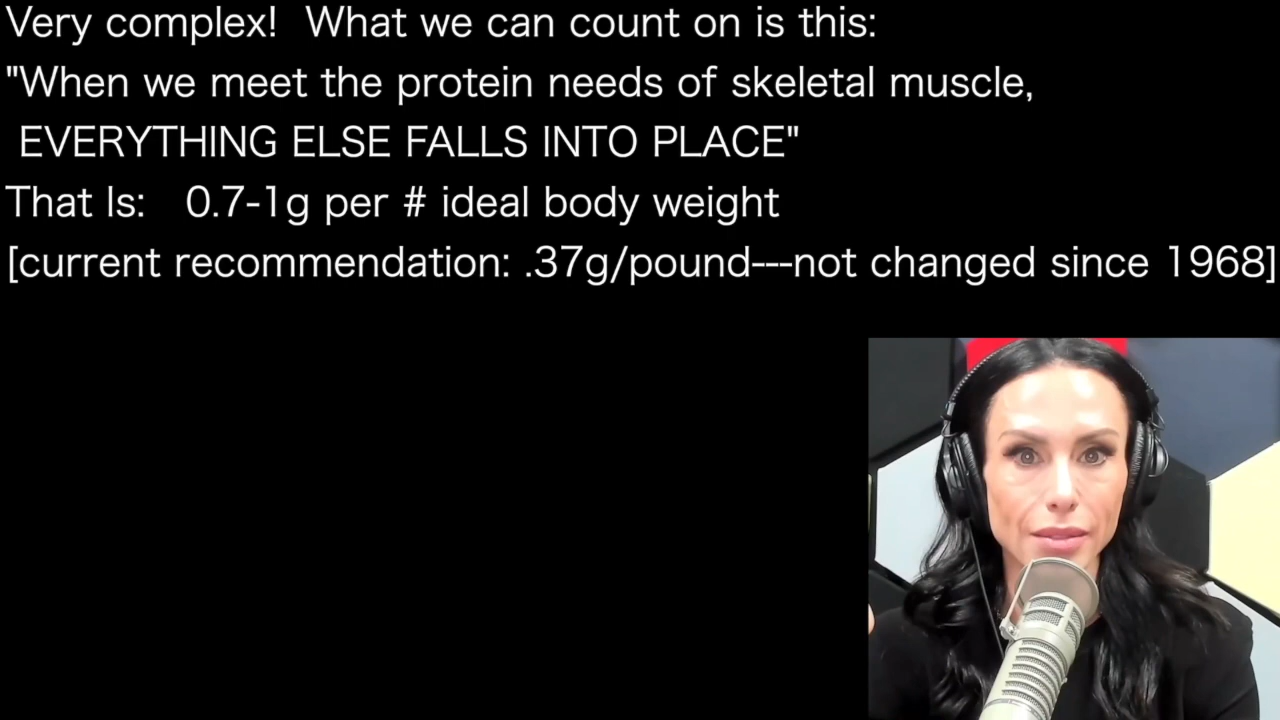 Very complex!  What we can count on is this:
"When we meet the protein needs of skeletal muscle,
EVERYTHING ELSE FALLS INTO PLACE"
That Is:   0.7-1g per # ideal body weight
[current recommendation: .37g/pound---not changed since 1968]